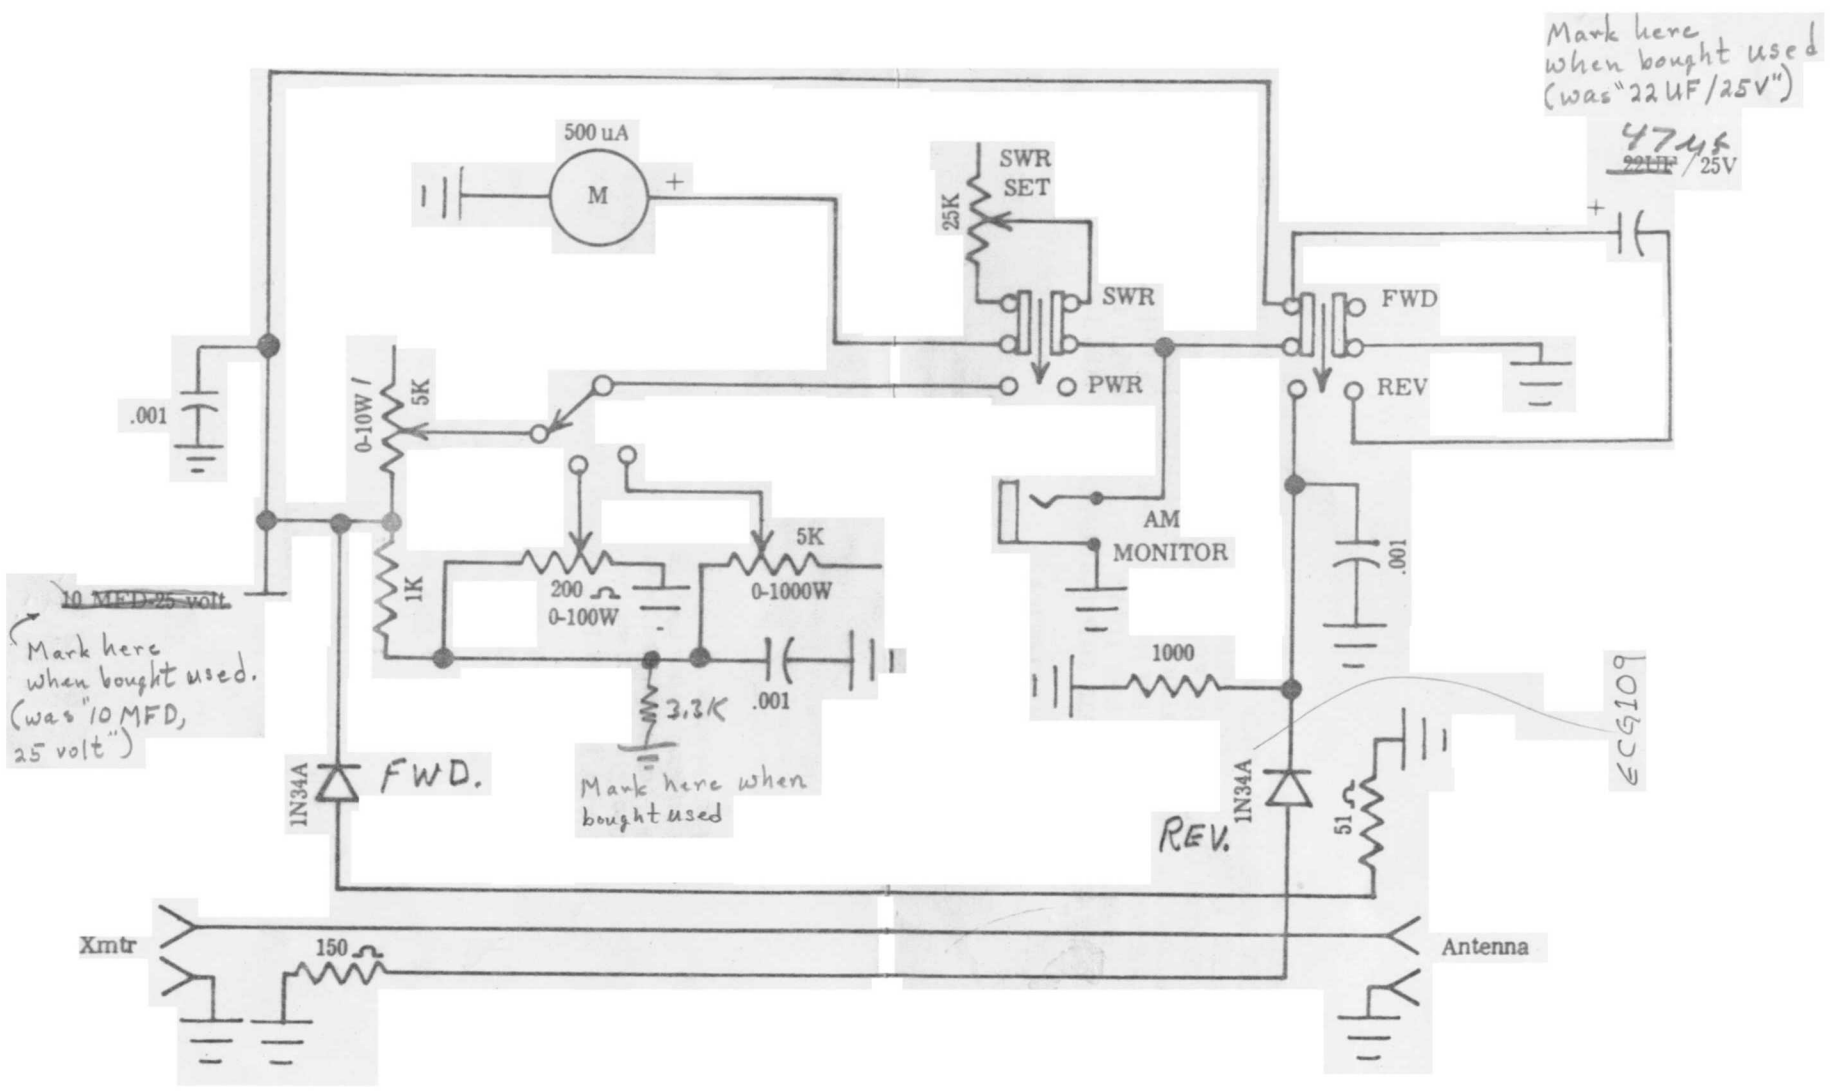 Mark here
when bought used
(was "22 UF/25V")
47 µf
22UF / 25V
+
500 uA
M
+
SWR
SET
25K
SWR
PWR
FWD
REV
.001
0-10W /
5K
1K
200 Ω
0-100W
5K
0-1000W
AM
MONITOR
.001
10 MFD-25 volt
Mark here
when bought used.
(was "10 MFD,
25 volt")
3.3K
.001
Mark here when
bought used
1000
ECG109
1N34A
FWD.
1N34A
REV.
51 Ω
Xmtr
150 Ω
Antenna